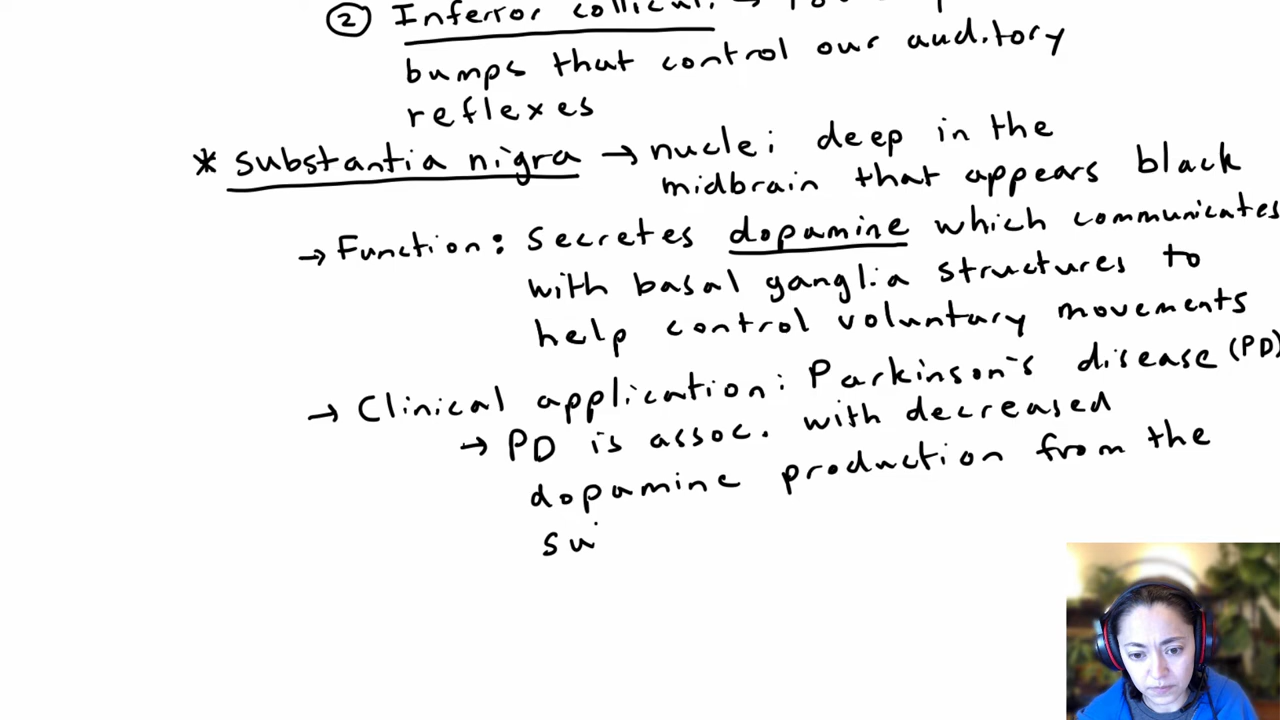 ② Inferior colliculi →
bumps that control our auditory
reflexes
* substantia nigra → nuclei deep in the
midbrain that appears black
→ Function: secretes dopamine which communicates
with basal ganglia structures to
help control voluntary movements
→ Clinical application: Parkinson's disease (PD)
→ PD is assoc. with decreased
dopamine production from the
su